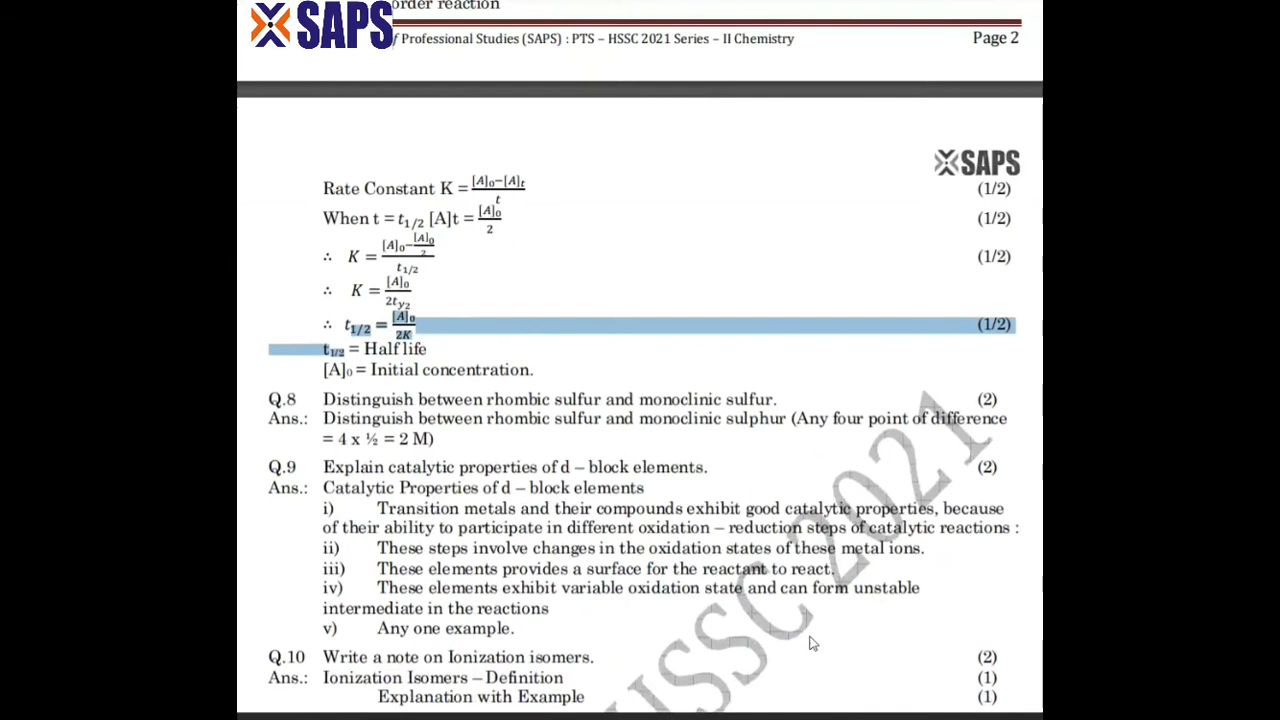 order reaction
SAPS
f Professional Studies (SAPS) : PTS – HSSC 2021 Series – II Chemistry Page 2
SAPS
Rate Constant K = [A]₀−[A]t / t (1/2)
When t = t1/2 [A]t = [A]₀ / 2 (1/2)
∴ K = [A]₀−[A]₀/2 / t1/2 (1/2)
∴ K = [A]₀ / 2ty2
∴ t1/2 = [A]₀ / 2K (1/2)
t1/2 = Half life
[A]₀ = Initial concentration.
Q.8 Distinguish between rhombic sulfur and monoclinic sulfur. (2)
Ans.: Distinguish between rhombic sulfur and monoclinic sulphur (Any four point of difference
= 4 x ½ = 2 M)
Q.9 Explain catalytic properties of d – block elements. (2)
Ans.: Catalytic Properties of d – block elements
i) Transition metals and their compounds exhibit good catalytic properties, because
of their ability to participate in different oxidation – reduction steps of catalytic reactions :
ii) These steps involve changes in the oxidation states of these metal ions.
iii) These elements provides a surface for the reactant to react.
iv) These elements exhibit variable oxidation state and can form unstable
intermediate in the reactions
v) Any one example.
Q.10 Write a note on Ionization isomers. (2)
Ans.: Ionization Isomers – Definition (1)
Explanation with Example (1)
HSSC 2021